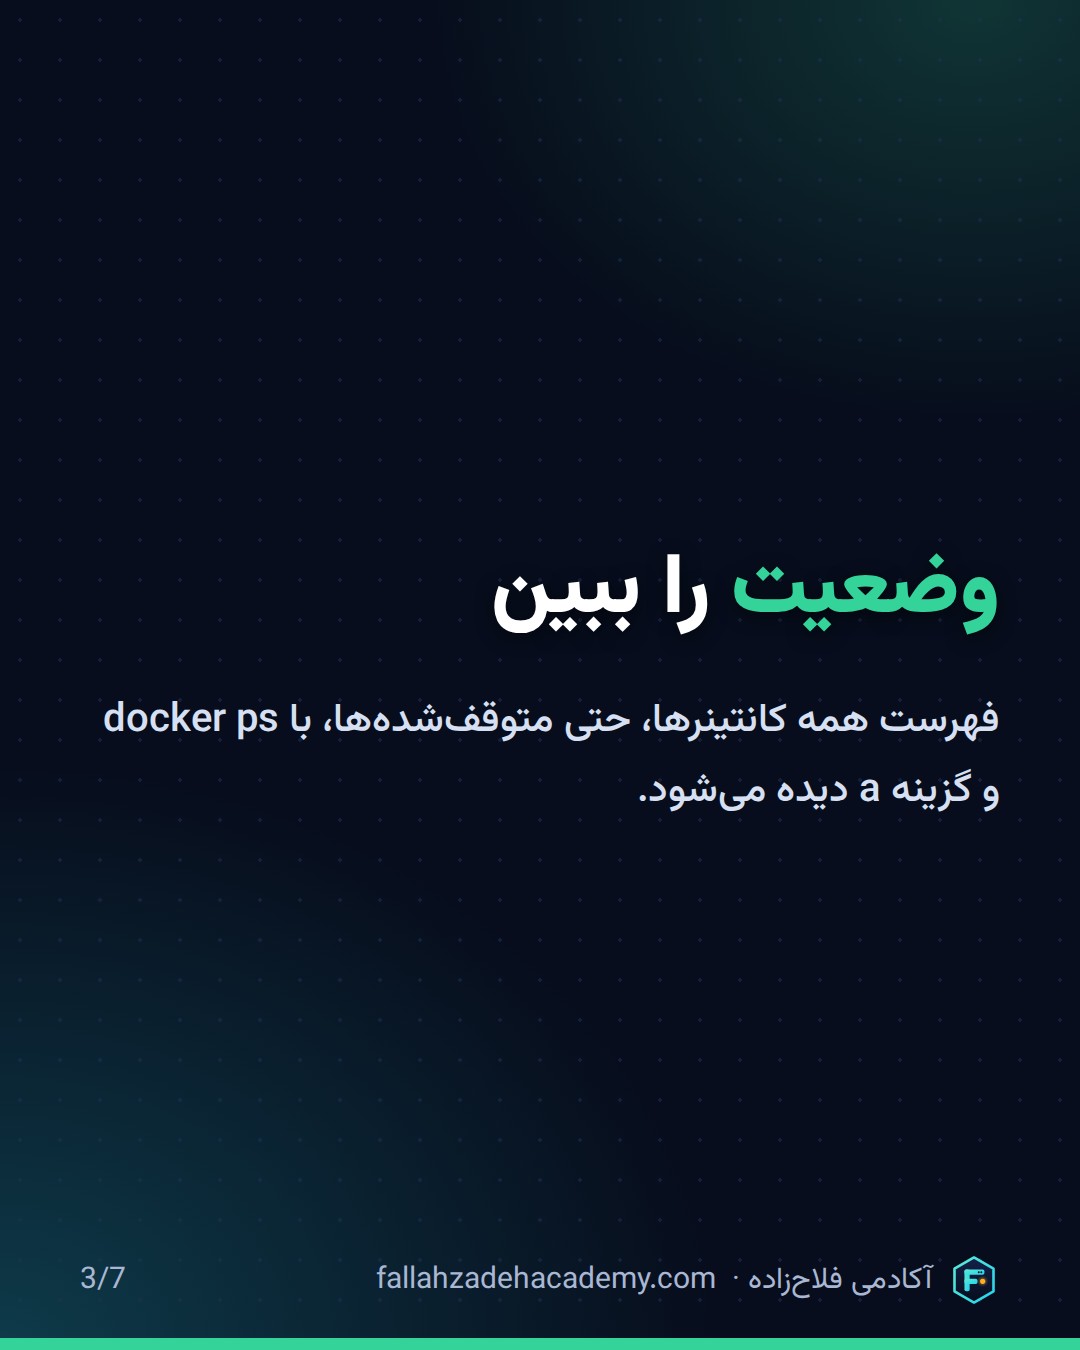 وضعیت را ببین
فهرست همه کانتینرها، حتی متوقف‌شده‌ها، با docker ps
و گزینه a دیده می‌شود.
آکادمی فلاح‌زاده · fallahzadehacademy.com
3/7